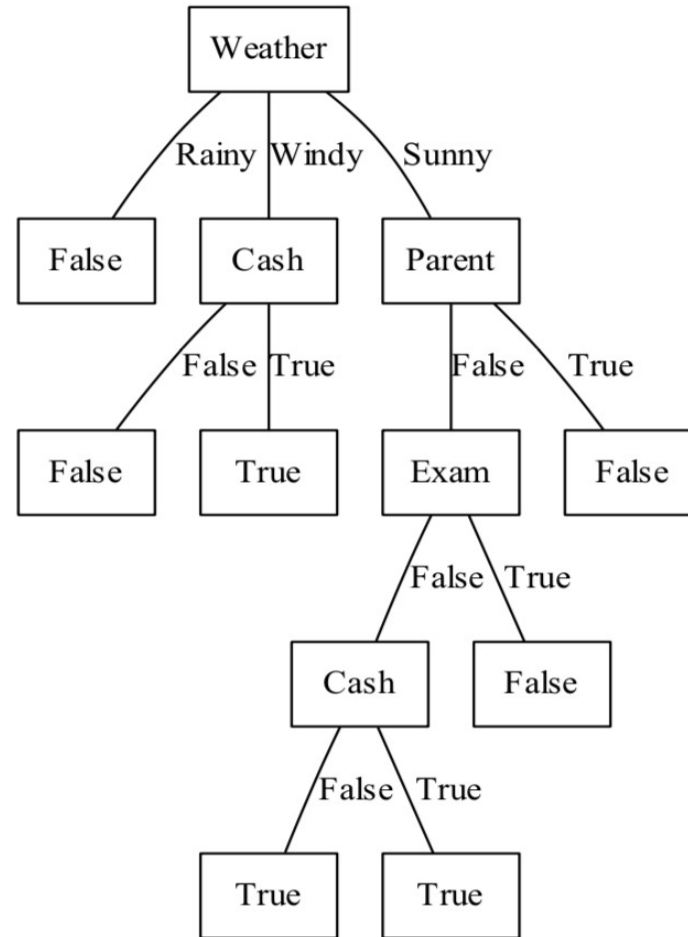 Weather
Rainy Windy Sunny
False Cash Parent
False True False True
False True Exam False
False True
Cash False
False True
True True